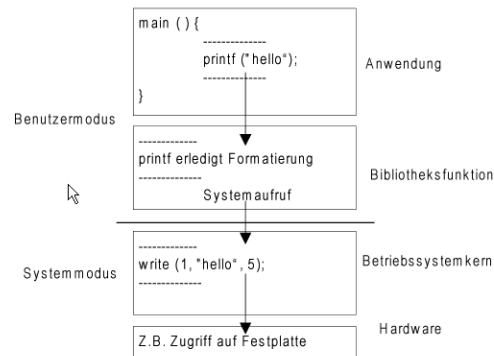 main ( ) {
--------------
printf ("hello“);
--------------
}
Anwendung
Benutzermodus
-------------
printf erledigt Formatierung
--------------
Systemaufruf
Bibliotheksfunktion
-------------
write (1, "hello“, 5);
--------------
Systemmodus
Betriebssystemkern
Hardware
Z.B. Zugriff auf Festplatte